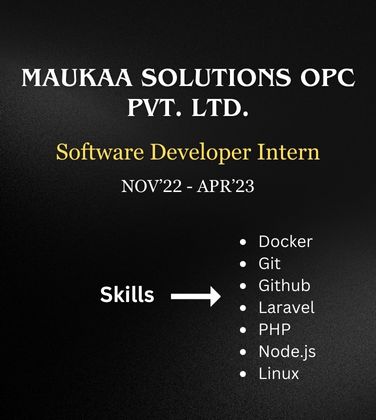 MAUKAA SOLUTIONS OPC
PVT. LTD.
Software Developer Intern
NOV'22 - APR'23
Skills
• Docker
• Git
• Github
• Laravel
• PHP
• Node.js
• Linux